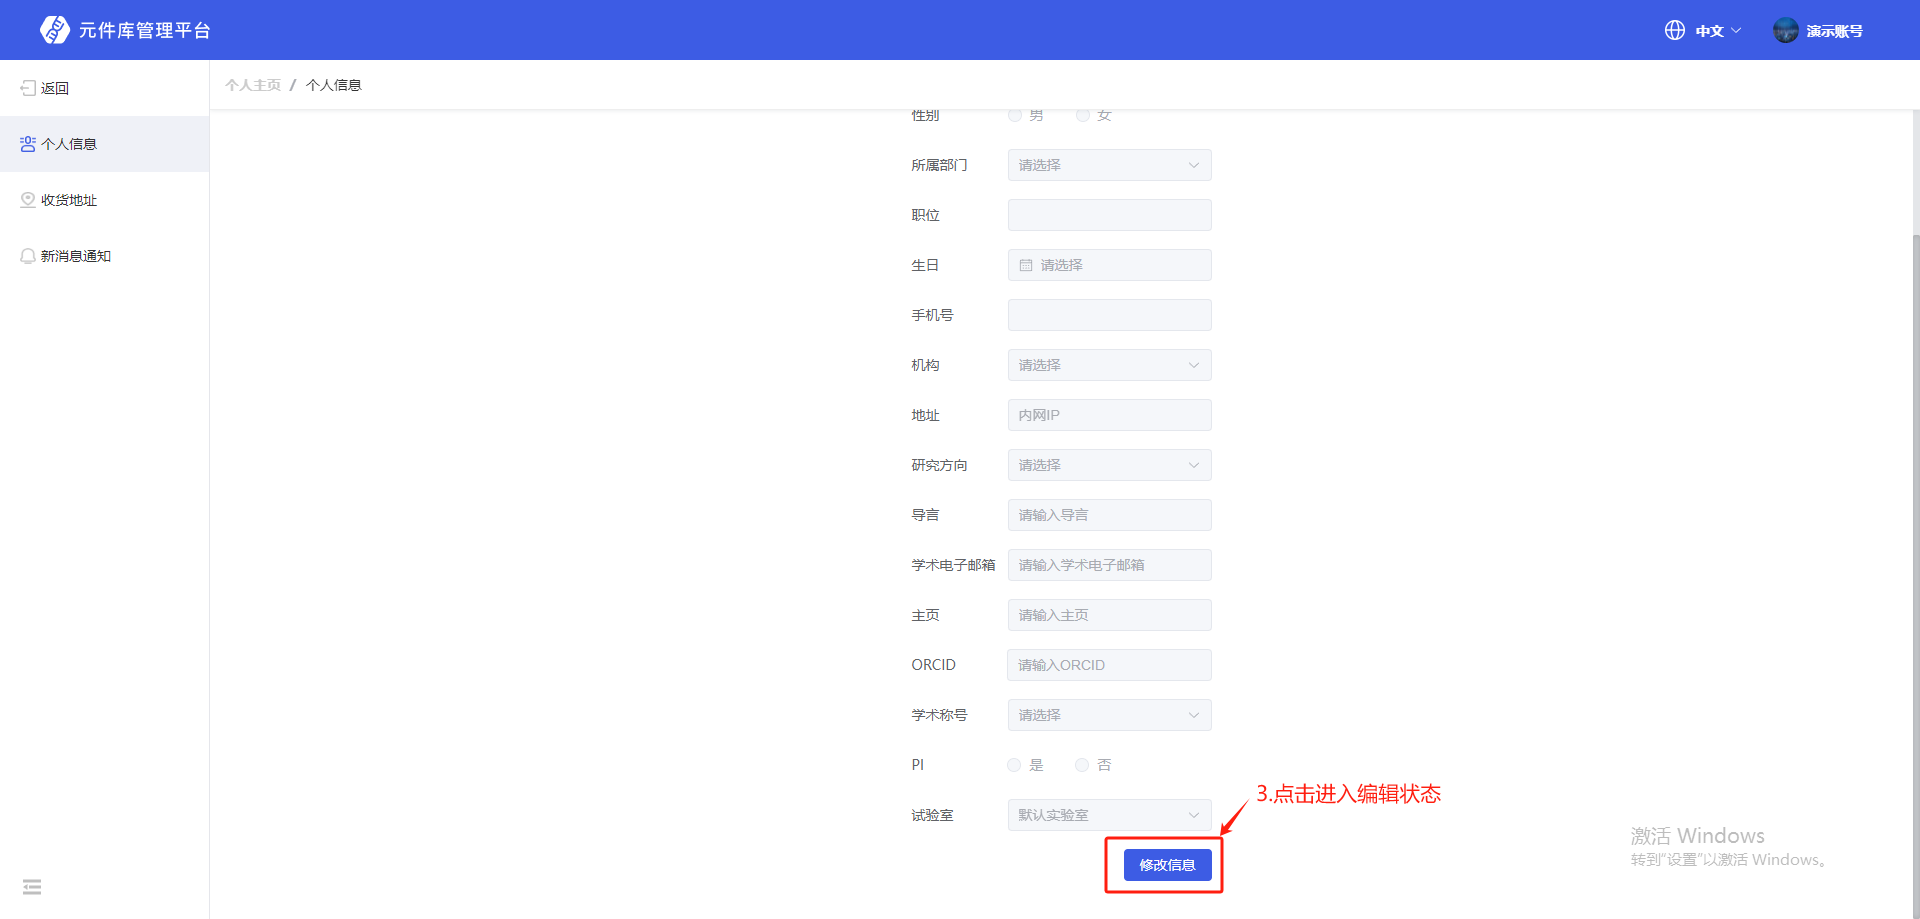 元件库管理平台
中文
演示账号
返回
个人信息
收货地址
新消息通知
个人主页 / 个人信息
性别 男 女
所属部门 请选择
职位
生日 请选择
手机号
机构 请选择
地址 内网IP
研究方向 请选择
导言 请输入导言
学术电子邮箱 请输入学术电子邮箱
主页 请输入主页
ORCID 请输入ORCID
学术称号 请选择
PI 是 否
试验室 默认实验室
3.点击进入编辑状态
修改信息
激活 Windows
转到“设置”以激活 Windows。